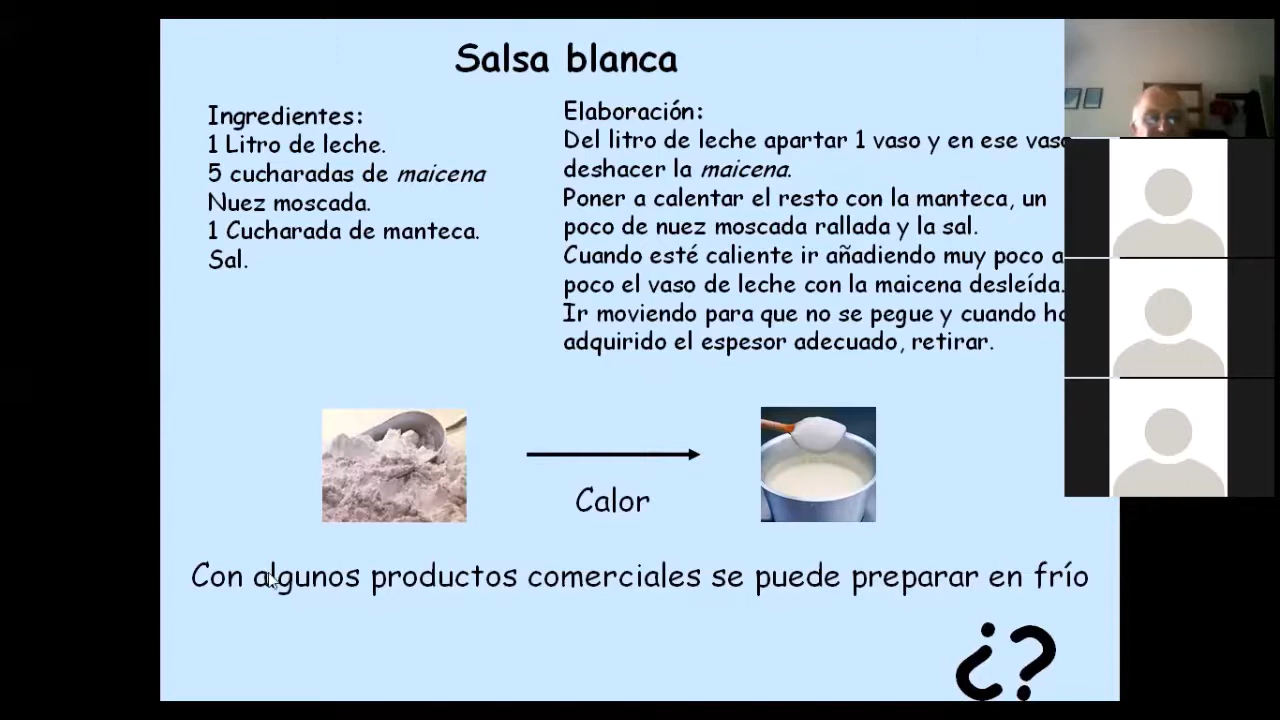 Salsa blanca
Ingredientes:
1 Litro de leche.
5 cucharadas de maicena
Nuez moscada.
1 Cucharada de manteca.
Sal.
Elaboración:
Del litro de leche apartar 1 vaso y en ese vaso
deshacer la maicena.
Poner a calentar el resto con la manteca, un
poco de nuez moscada rallada y la sal.
Cuando esté caliente ir añadiendo muy poco a
poco el vaso de leche con la maicena desleída.
Ir moviendo para que no se pegue y cuando ha
adquirido el espesor adecuado, retirar.
Calor
Con algunos productos comerciales se puede preparar en frío
¿?